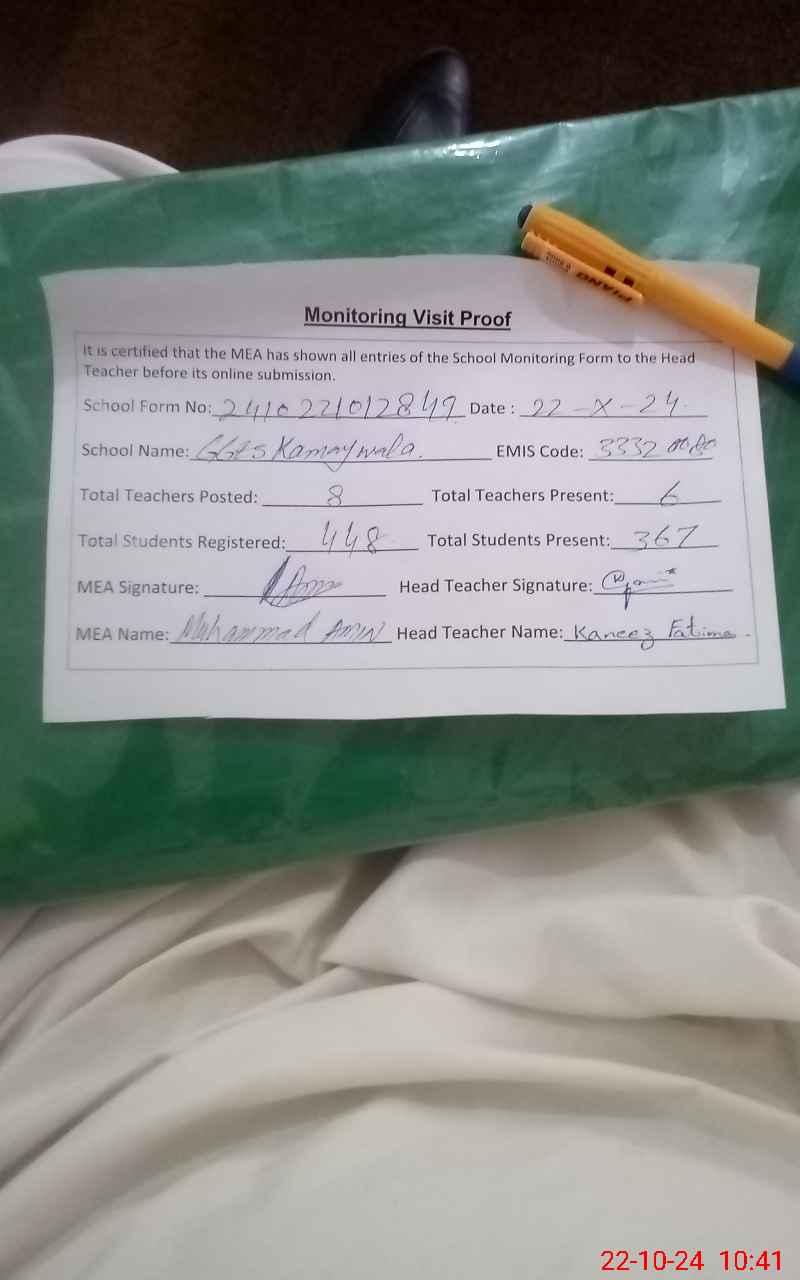 Monitoring Visit Proof
It is certified that the MEA has shown all entries of the School Monitoring Form to the Head
Teacher before its online submission.
School Form No: 2410221012849 Date : 22-X-24
School Name: GGES Kamaywala. EMIS Code: 3332
Total Teachers Posted: 8 Total Teachers Present: 6
Total Students Registered: 448 Total Students Present: 367
MEA Signature: Head Teacher Signature:
MEA Name: Muhammad AMIN Head Teacher Name: Kaneez Fatima.
PIANO
22-10-24 10:41